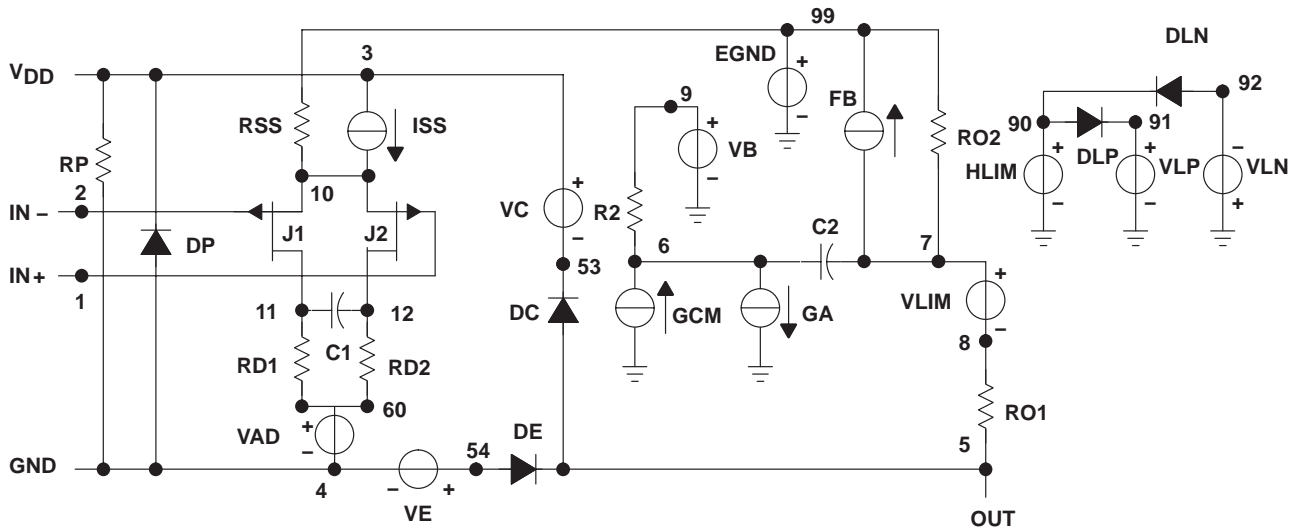 99
3
DLN
VDD
EGND
92
9
FB
RSS
ISS
90
91
RP
VB
RO2
DLP
HLIM
VLP
VLN
2
10
IN –
VC
R2
J1
J2
C2
DP
6
7
IN +
53
1
11
12
DC
GCM
GA
VLIM
C1
8
RD1
RD2
60
RO1
VAD
DE
54
5
GND
4
VE
OUT
+
–
+
–
+
–
+
–
+
–
+
–
+
–
–
+
+
–
–
+